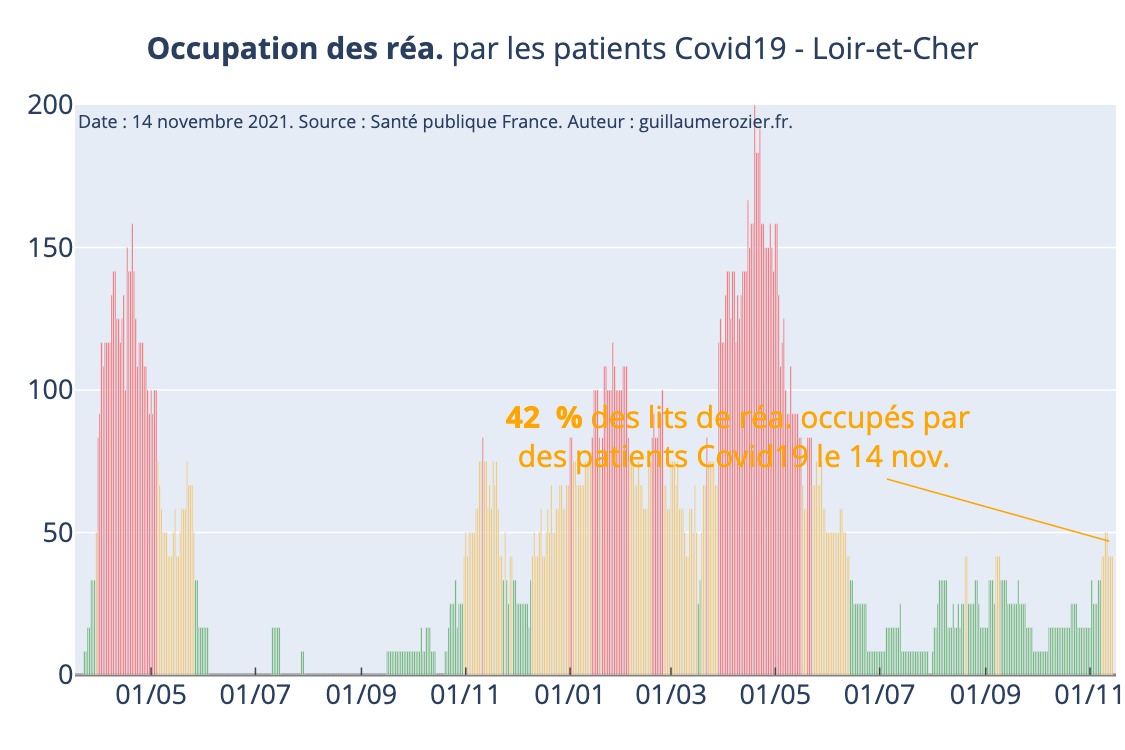 Occupation des réa. par les patients Covid19 - Loir-et-Cher
200
Date : 14 novembre 2021. Source : Santé publique France. Auteur : guillaumerozier.fr.
150
100
42 % des lits de réa. occupés par
des patients Covid19 le 14 nov.
50
0
01/05 01/07 01/09 01/11 01/01 01/03 01/05 01/07 01/09 01/11